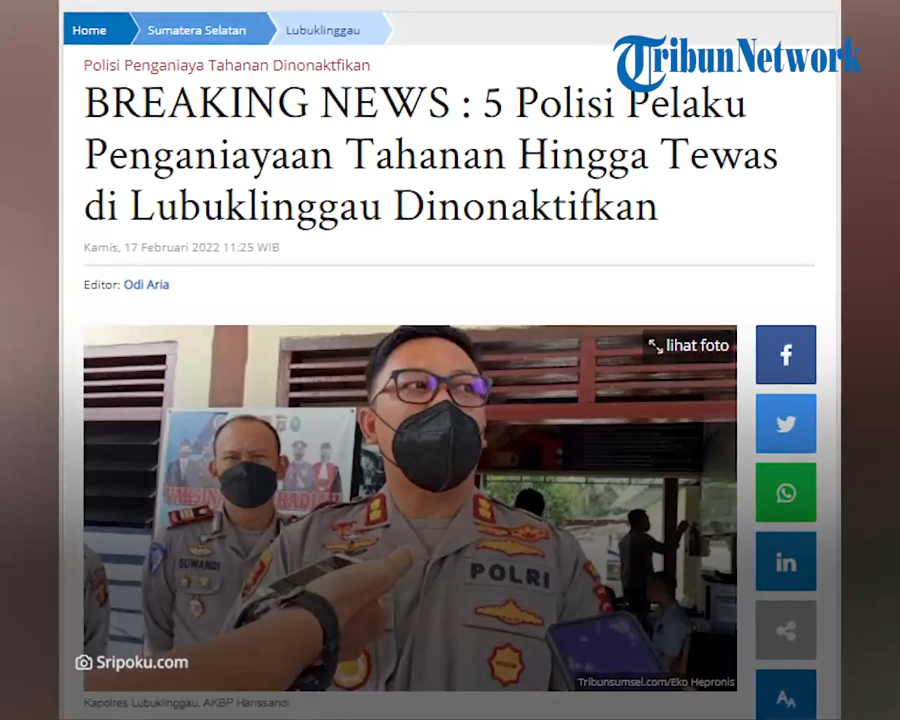 Home
Sumatera Selatan
Lubuklinggau
TribunNetwork
Polisi Penganiaya Tahanan Dinonaktfikan
BREAKING NEWS : 5 Polisi Pelaku
Penganiayaan Tahanan Hingga Tewas
di Lubuklinggau Dinonaktifkan
Kamis, 17 Februari 2022 11:25 WIB
Editor: Odi Aria
lihat foto
SUWANDI
POLRI
Sripoku.com
Tribunsumsel.com/Eko Hepronis
Kapolres Lubuklinggau, AKBP Harissandi